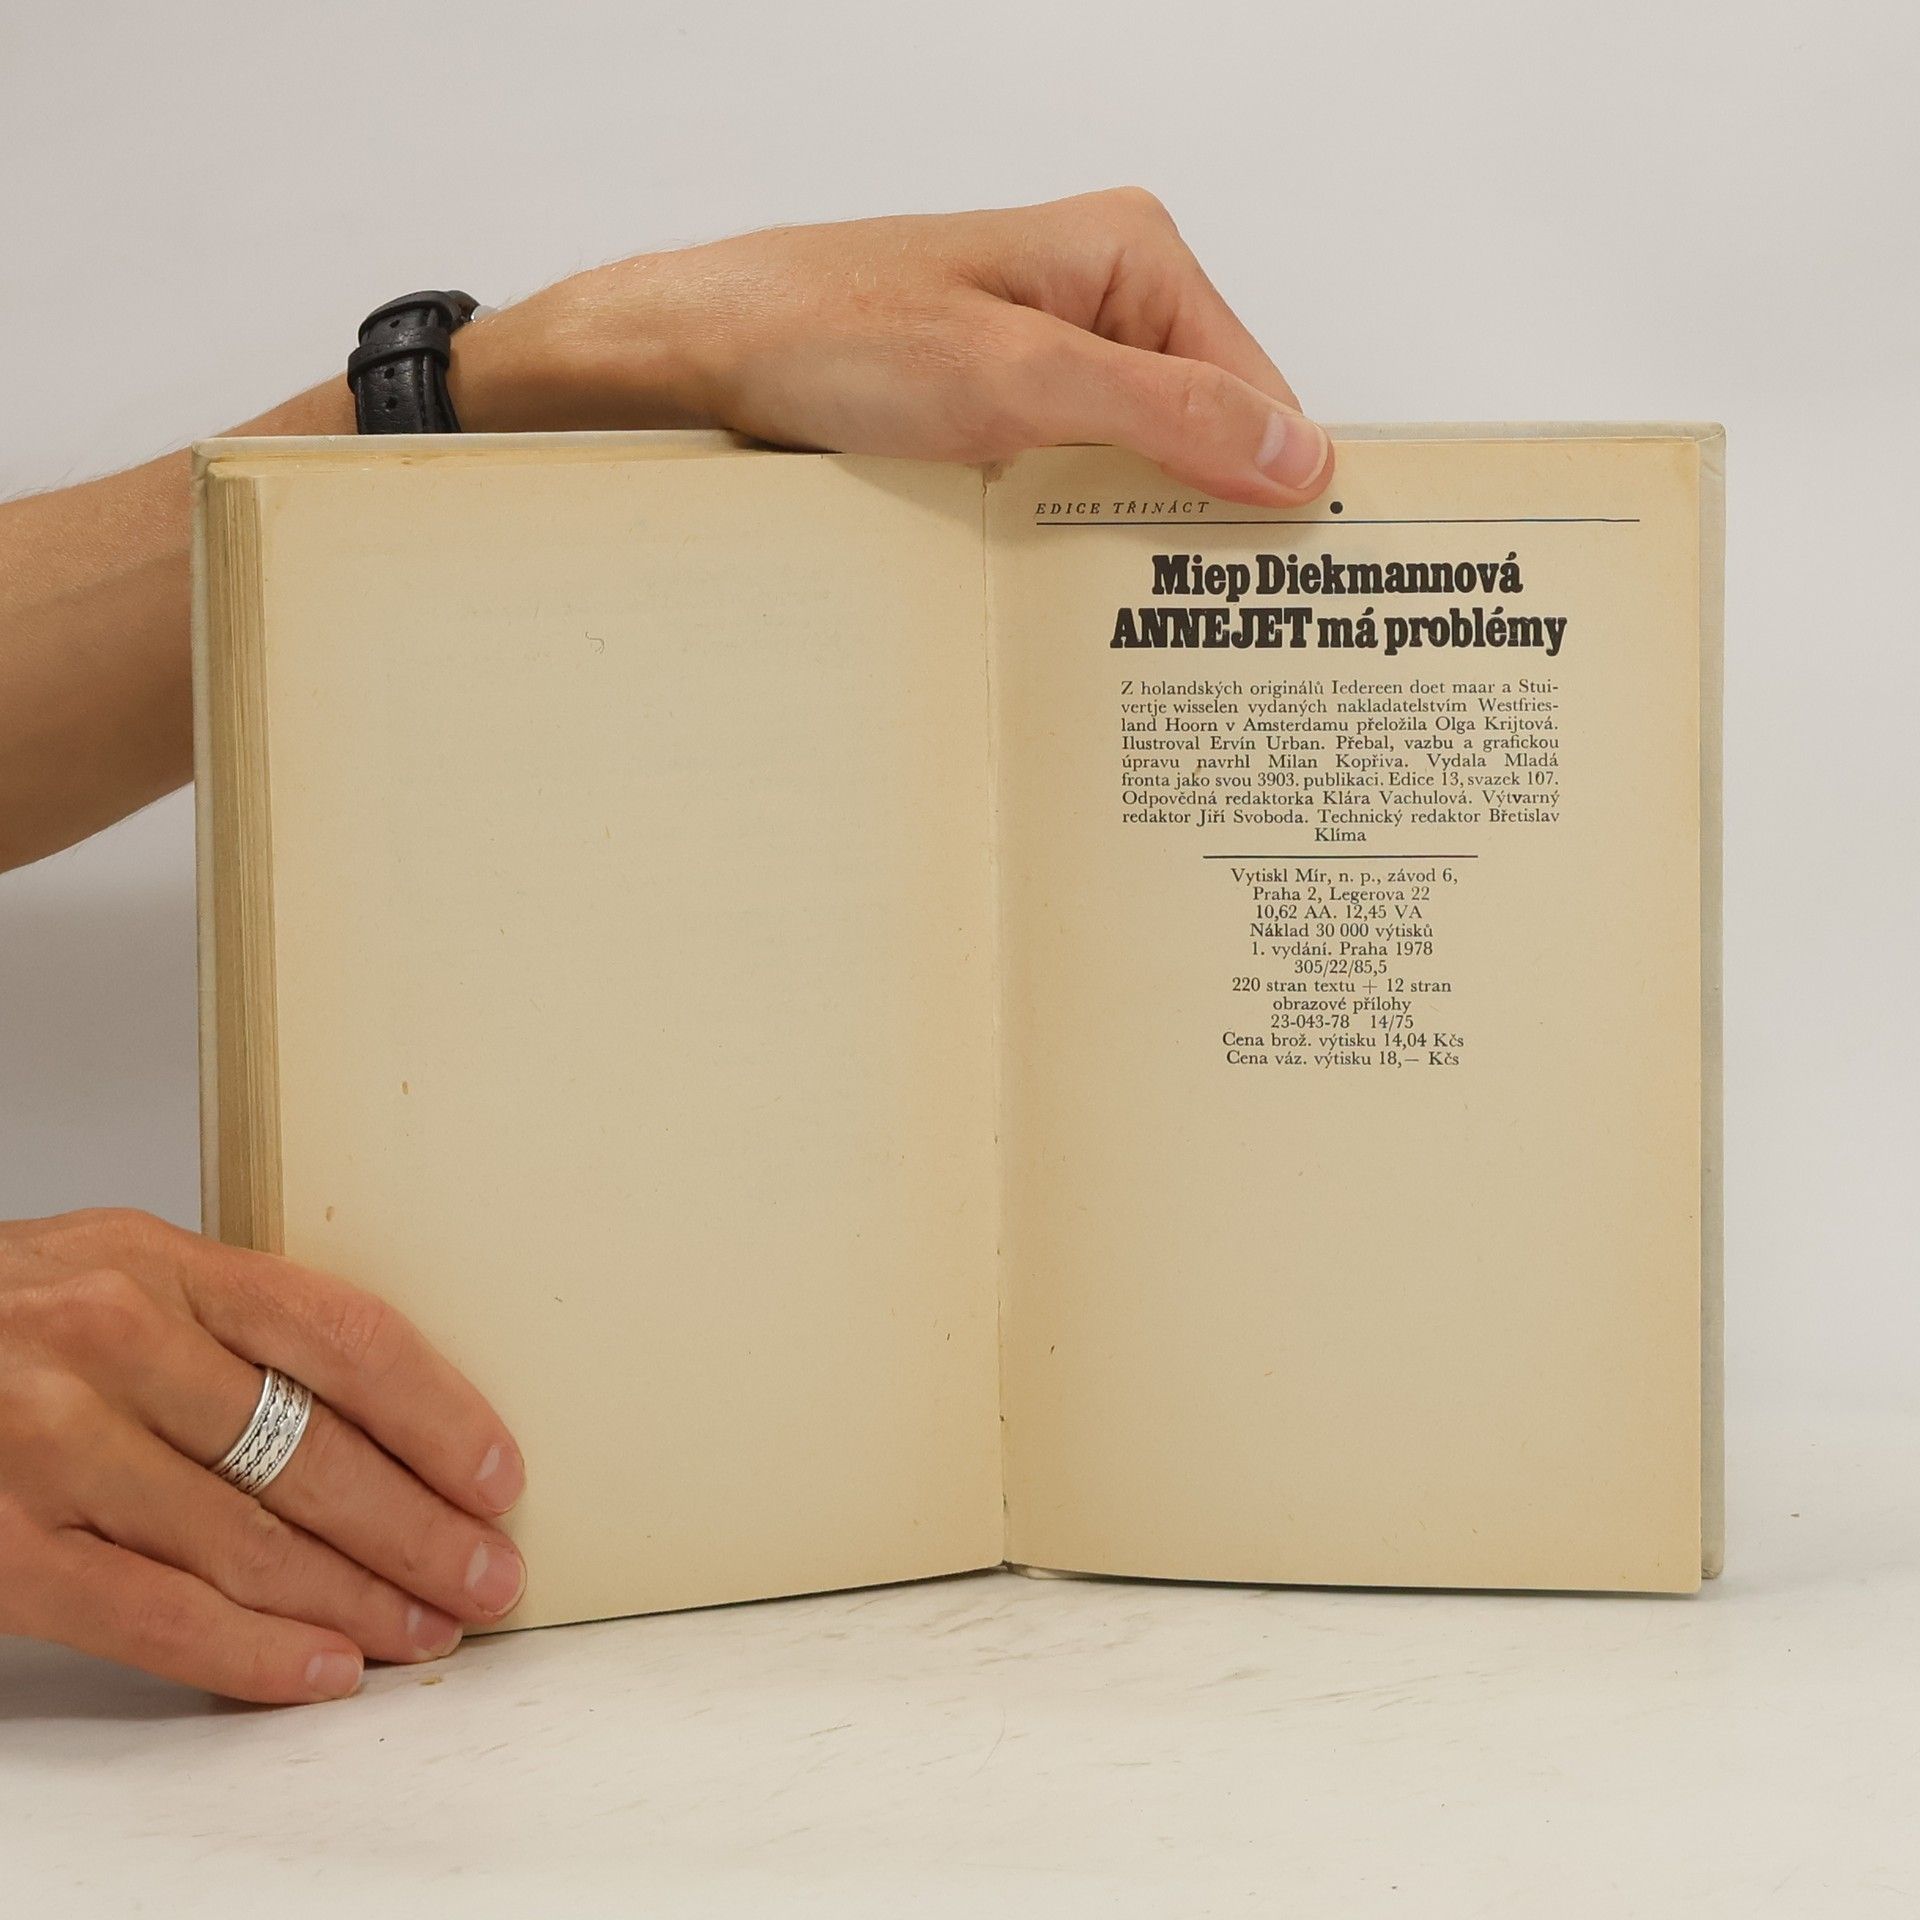 EDICE TŘINÁCT
Miep Diekmannová
ANNEJET má problémy
Z holandských originálů Iedereen doet maar a Stui-
vertje wisselen vydaných nakladatelstvím Westfries-
land Hoorn v Amsterdamu přeložila Olga Krijtová.
Ilustroval Ervín Urban. Přebal, vazbu a grafickou
úpravu navrhl Milan Kopřiva. Vydala Mladá
fronta jako svou 3903. publikaci. Edice 13, svazek 107.
Odpovědná redaktorka Klára Vachulová. Výtvarný
redaktor Jiří Svoboda. Technický redaktor Břetislav
Klíma
Vytiskl Mír, n. p., závod 6,
Praha 2, Legerova 22
10,62 AA. 12,45 VA
Náklad 30 000 výtisků
1. vydání. Praha 1978
305/22/85,5
220 stran textu + 12 stran
obrazové přílohy
23-043-78 14/75
Cena brož. výtisku 14,04 Kčs
Cena váz. výtisku 18,— Kčs